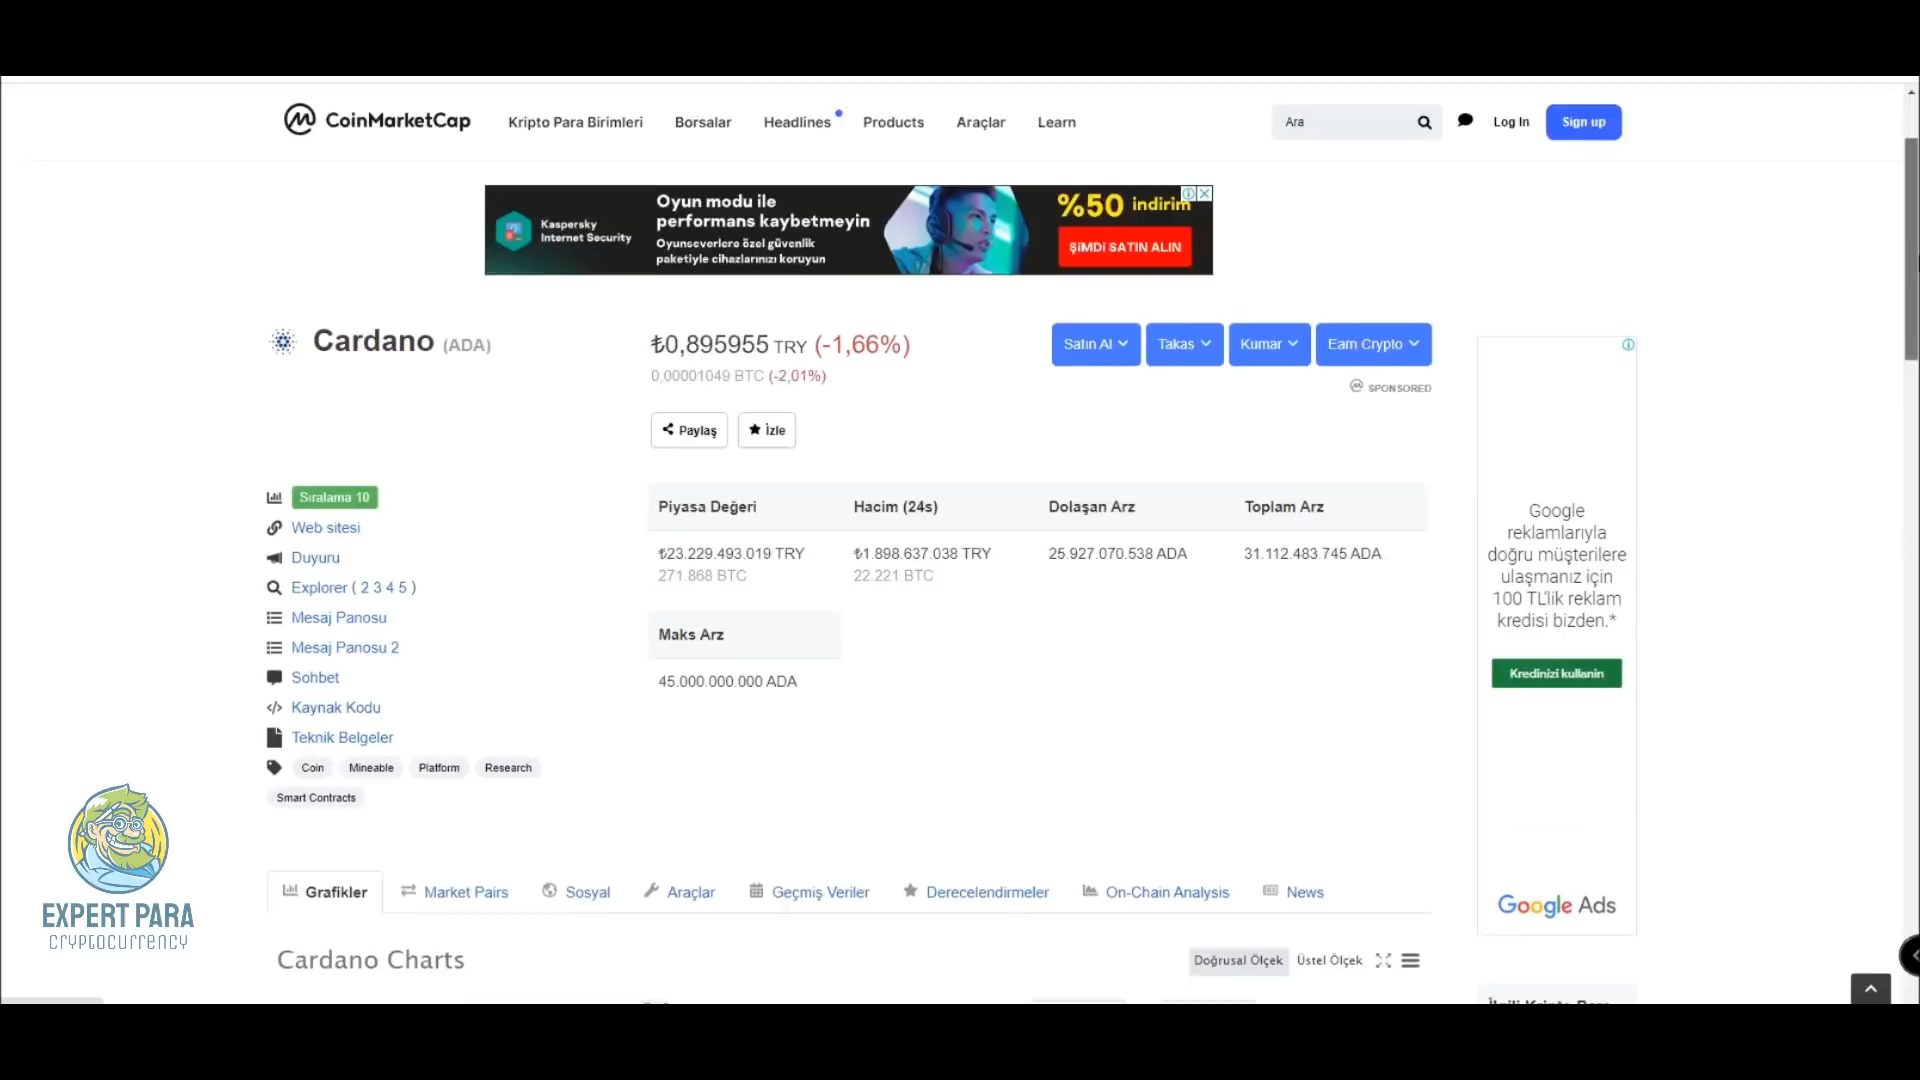 CoinMarketCap
Kripto Para Birimleri
Borsalar
Headlines
Products
Araçlar
Learn
Ara
Log In
Sign up
Kaspersky
Internet Security
Oyun modu ile
performans kaybetmeyin
Oyunseverlere özel güvenlik
paketiyle cihazlarınızı koruyun
%50 indirim
ŞİMDİ SATIN ALIN
Cardano (ADA)
₺0,895955 TRY (-1,66%)
0,00001049 BTC (-2,01%)
Paylaş
İzle
Satın Al
Takas
Kumar
Earn Crypto
SPONSORED
Sıralama 10
Web sitesi
Duyuru
Explorer ( 2 3 4 5 )
Mesaj Panosu
Mesaj Panosu 2
Sohbet
Kaynak Kodu
Teknik Belgeler
Coin
Mineable
Platform
Research
Smart Contracts
Piyasa Değeri
Hacim (24s)
Dolaşan Arz
Toplam Arz
₺23.229.493.019 TRY
₺1.898.637.038 TRY
25.927.070.538 ADA
31.112.483.745 ADA
271.868 BTC
22.221 BTC
Maks Arz
45.000.000.000 ADA
Google
reklamlarıyla
doğru müşterilere
ulaşmanız için
100 TL'lik reklam
kredisi bizden.*
Kredinizi kullanin
Google Ads
EXPERT PARA
CRYPTOCURRENCY
Grafikler
Market Pairs
Sosyal
Araçlar
Geçmiş Veriler
Derecelendirmeler
On-Chain Analysis
News
Cardano Charts
Doğrusal Ölçek
Üstel Ölçek